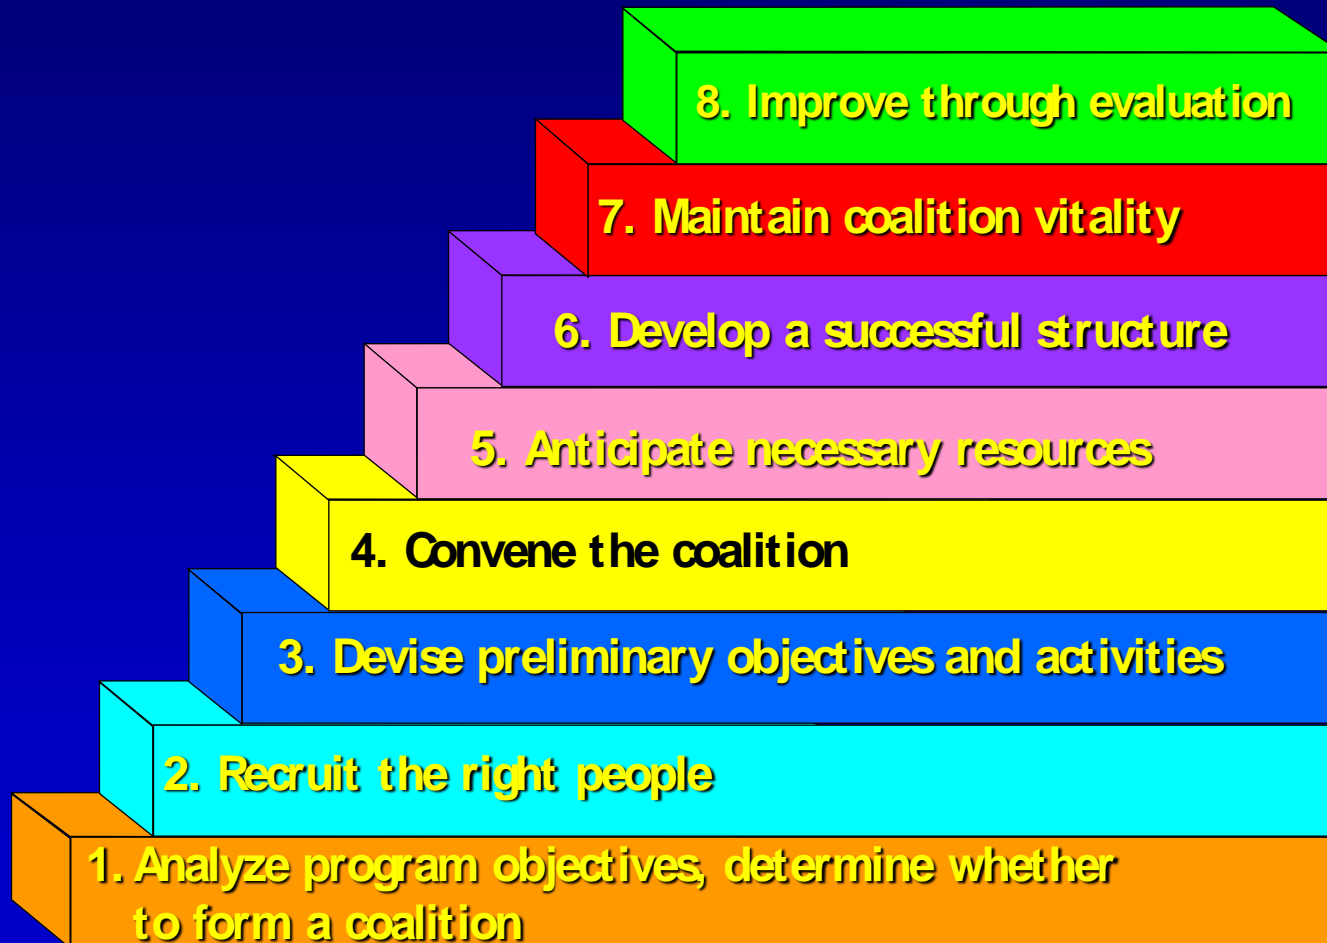 8. Improve through evaluation
7. Maintain coalition vitality
6. Develop a successful structure
5. Anticipate necessary resources
4. Convene the coalition
3. Devise preliminary objectives and activities
2. Recruit the right people
1. Analyze program objectives, determine whether
to form a coalition